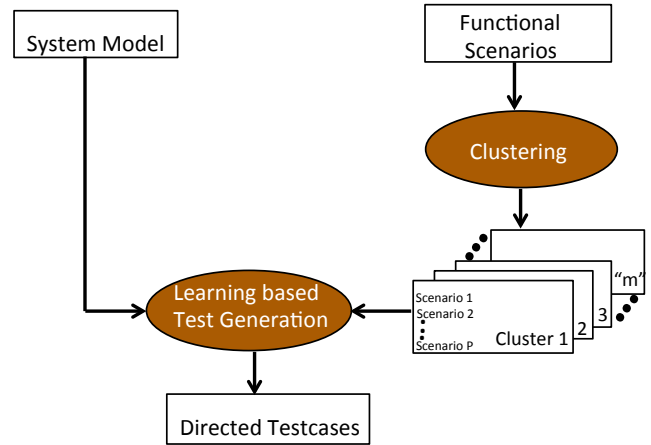 System Model
Functional
Scenarios
Clustering
"m"
3
2
Scenario 1
Scenario 2
Scenario P
Cluster 1
Learning based
Test Generation
Directed Testcases